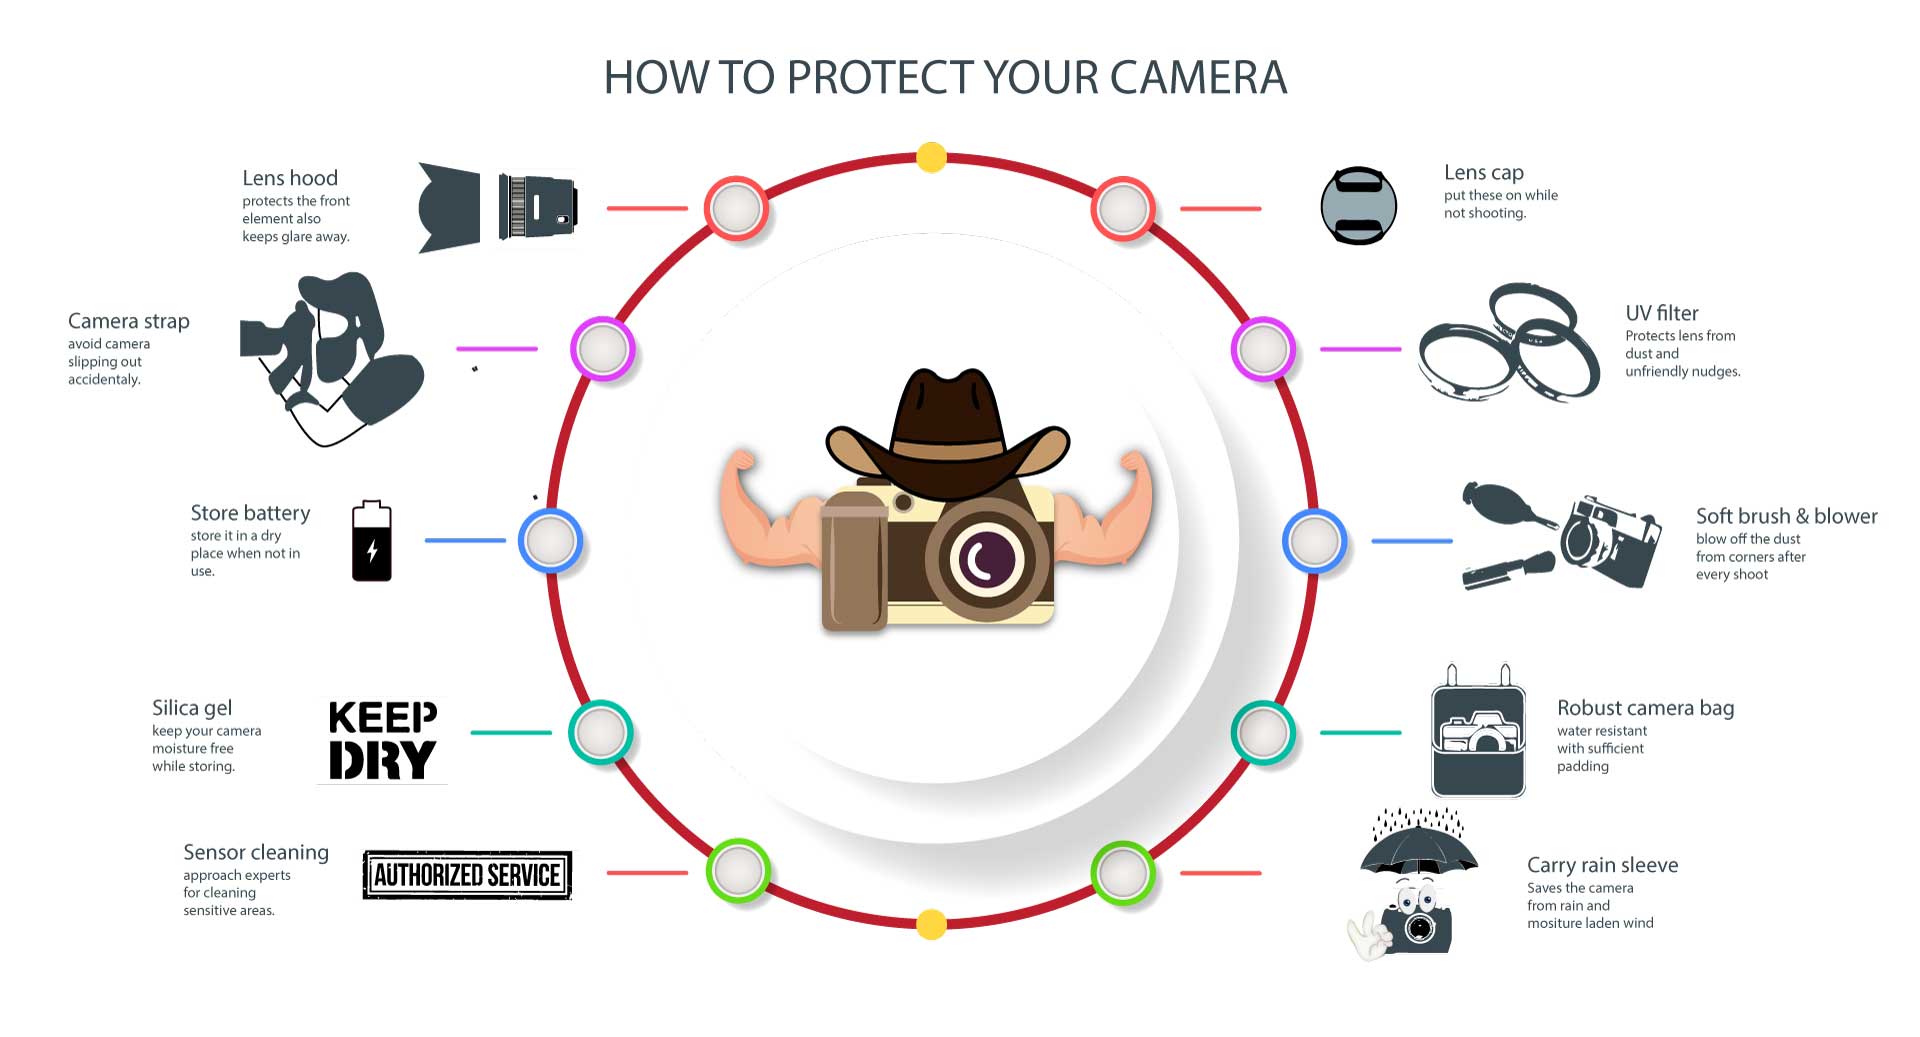 HOW TO PROTECT YOUR CAMERA
Lens hood
protects the front
element also
keeps glare away.
Camera strap
avoid camera
slipping out
accidentaly.
Store battery
store it in a dry
place when not in
use.
Silica gel
keep your camera
moisture free
while storing.
KEEP
DRY
Sensor cleaning
approach experts
for cleaning
sensitive areas.
AUTHORIZED SERVICE
Lens cap
put these on while
not shooting.
UV filter
Protects lens from
dust and
unfriendly nudges.
Soft brush & blower
blow off the dust
from corners after
every shoot
Robust camera bag
water resistant
with sufficient
padding
Carry rain sleeve
Saves the camera
from rain and
mositure laden wind